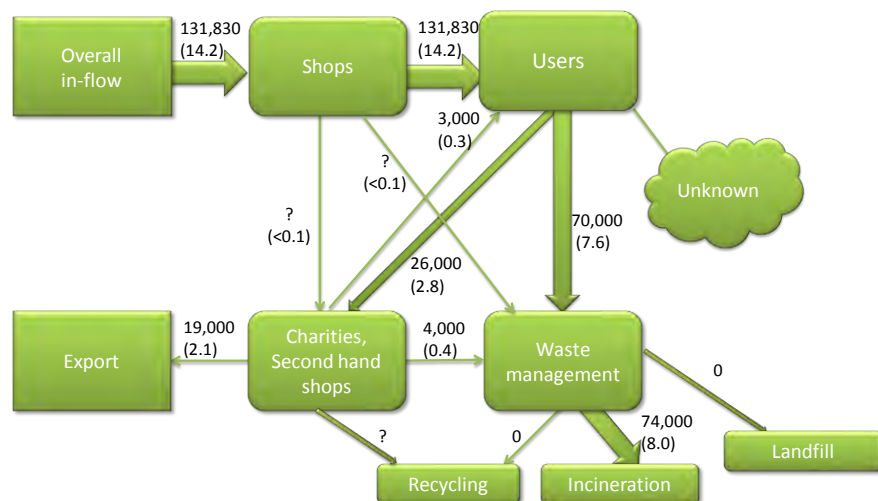 131,830
(14.2)
131,830
(14.2)
Overall
in-flow
Shops
Users
3,000
(0.3)
?
(<0.1)
Unknown
?
(<0.1)
70,000
(7.6)
26,000
(2.8)
19,000
(2.1)
4,000
(0.4)
Export
Charities,
Second hand
shops
Waste
management
0
?
0
74,000
(8.0)
Landfill
Recycling
Incineration